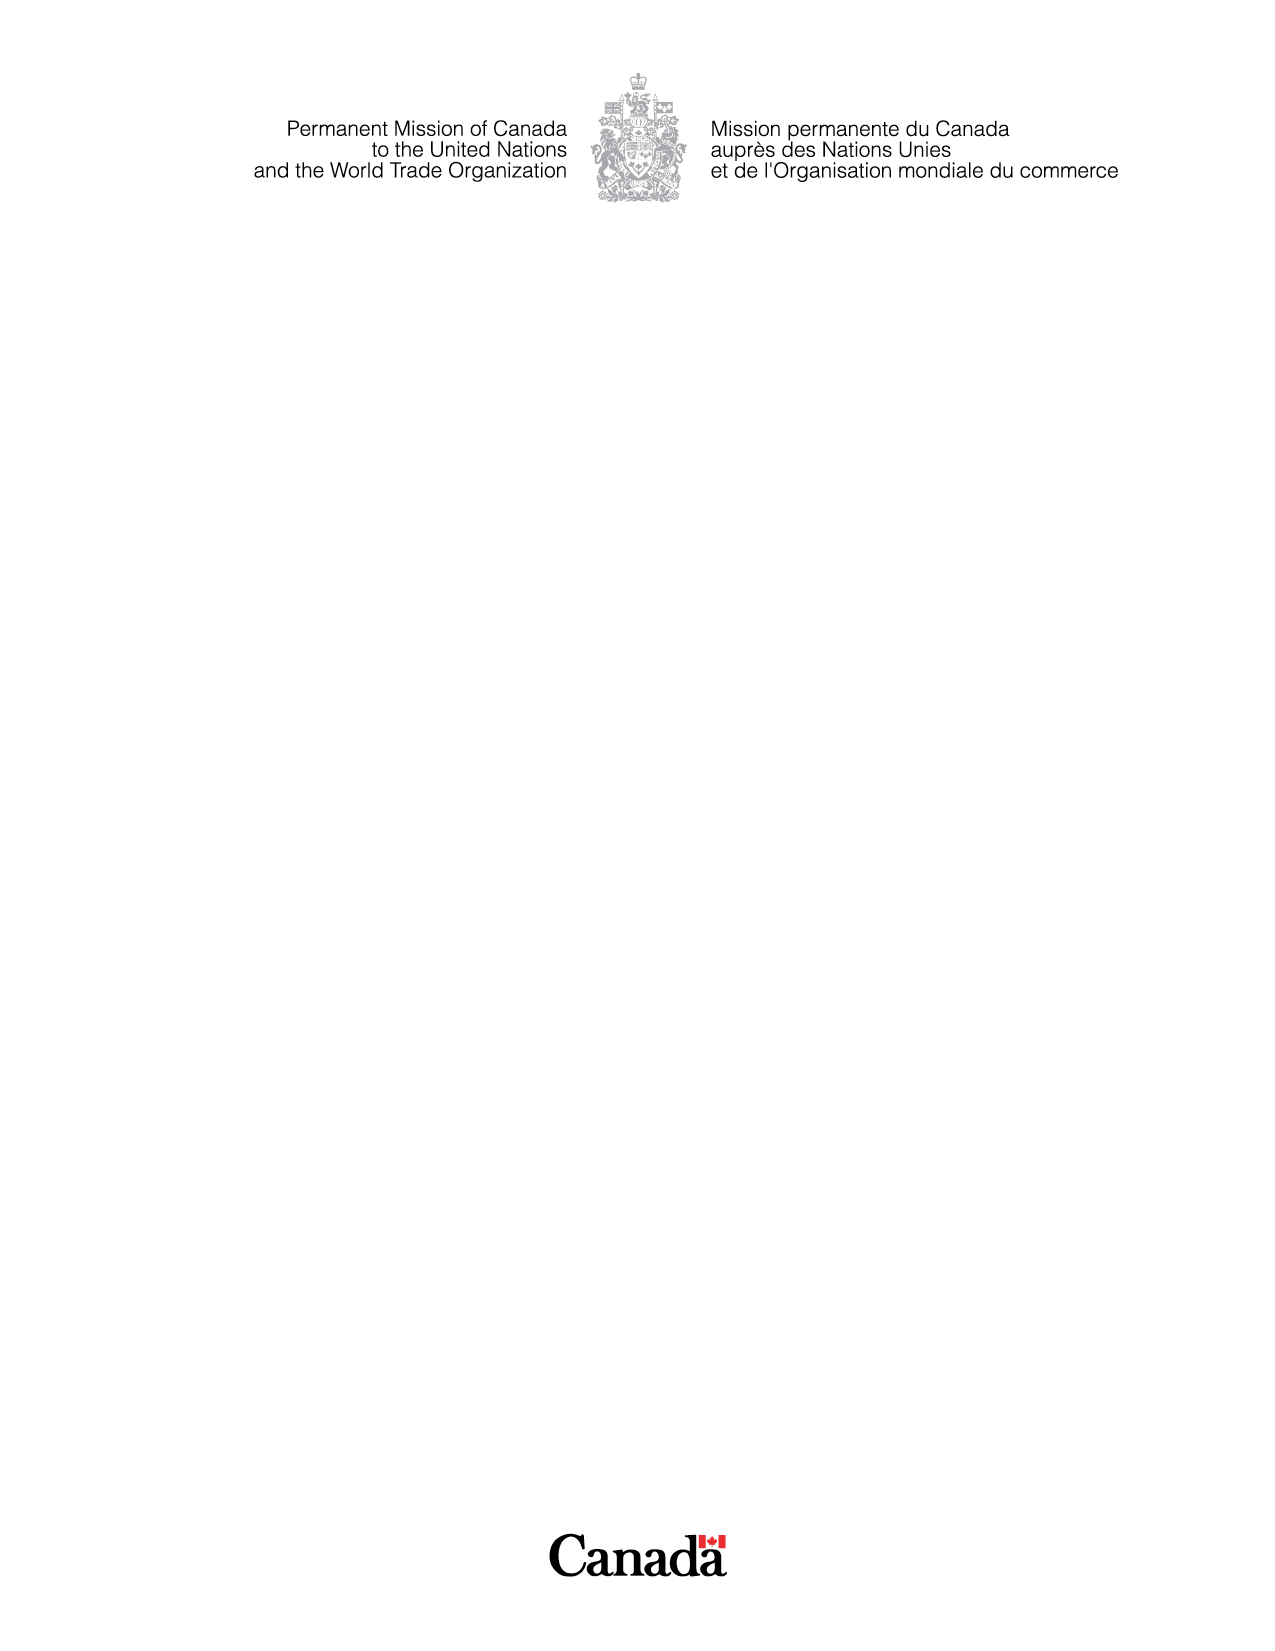 Permanent Mission of Canada
to the United Nations
and the World Trade Organization
Mission permanente du Canada
auprès des Nations Unies
et de l'Organisation mondiale du commerce
Canada